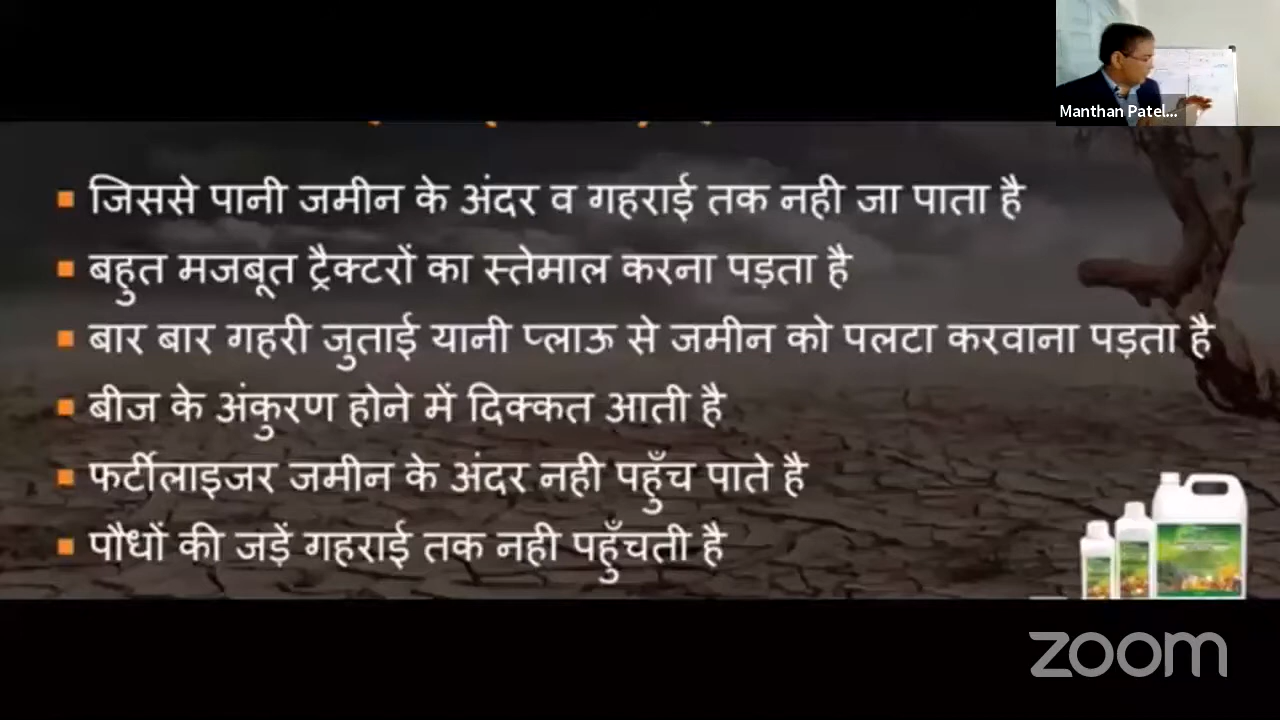 Manthan Patel...
जिससे पानी जमीन के अंदर व गहराई तक नही जा पाता है
बहुत मजबूत ट्रैक्टरों का स्तेमाल करना पड़ता है
बार बार गहरी जुताई यानी प्लाऊ से जमीन को पलटा करवाना पड़ता है
बीज के अंकुरण होने में दिक्कत आती है
फर्टीलाइजर जमीन के अंदर नही पहुँच पाते है
पौधों की जड़ें गहराई तक नही पहुँचती है
zoom